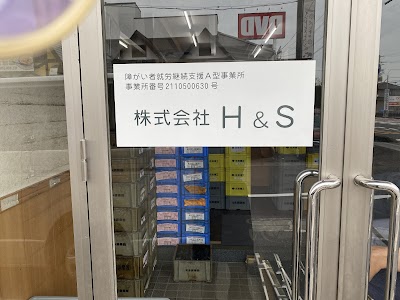 DVD
障がい者就労継続支援A型事業所
事業所番号2110500630号
株式会社 H & S